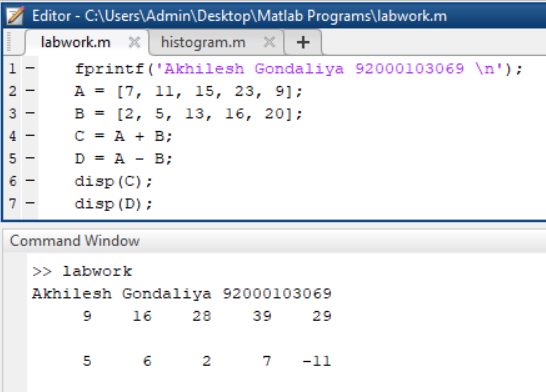 Editor - C:\Users\Admin\Desktop\Matlab Programs\labwork.m
labwork.m × histogram.m × +
1 - fprintf('Akhilesh Gondaliya 92000103069 \n');
2 - A = [7, 11, 15, 23, 9];
3 - B = [2, 5, 13, 16, 20];
4 - C = A + B;
5 - D = A - B;
6 - disp(C);
7 - disp(D);
Command Window
>> labwork
Akhilesh Gondaliya 92000103069
9 16 28 39 29
5 6 2 7 -11